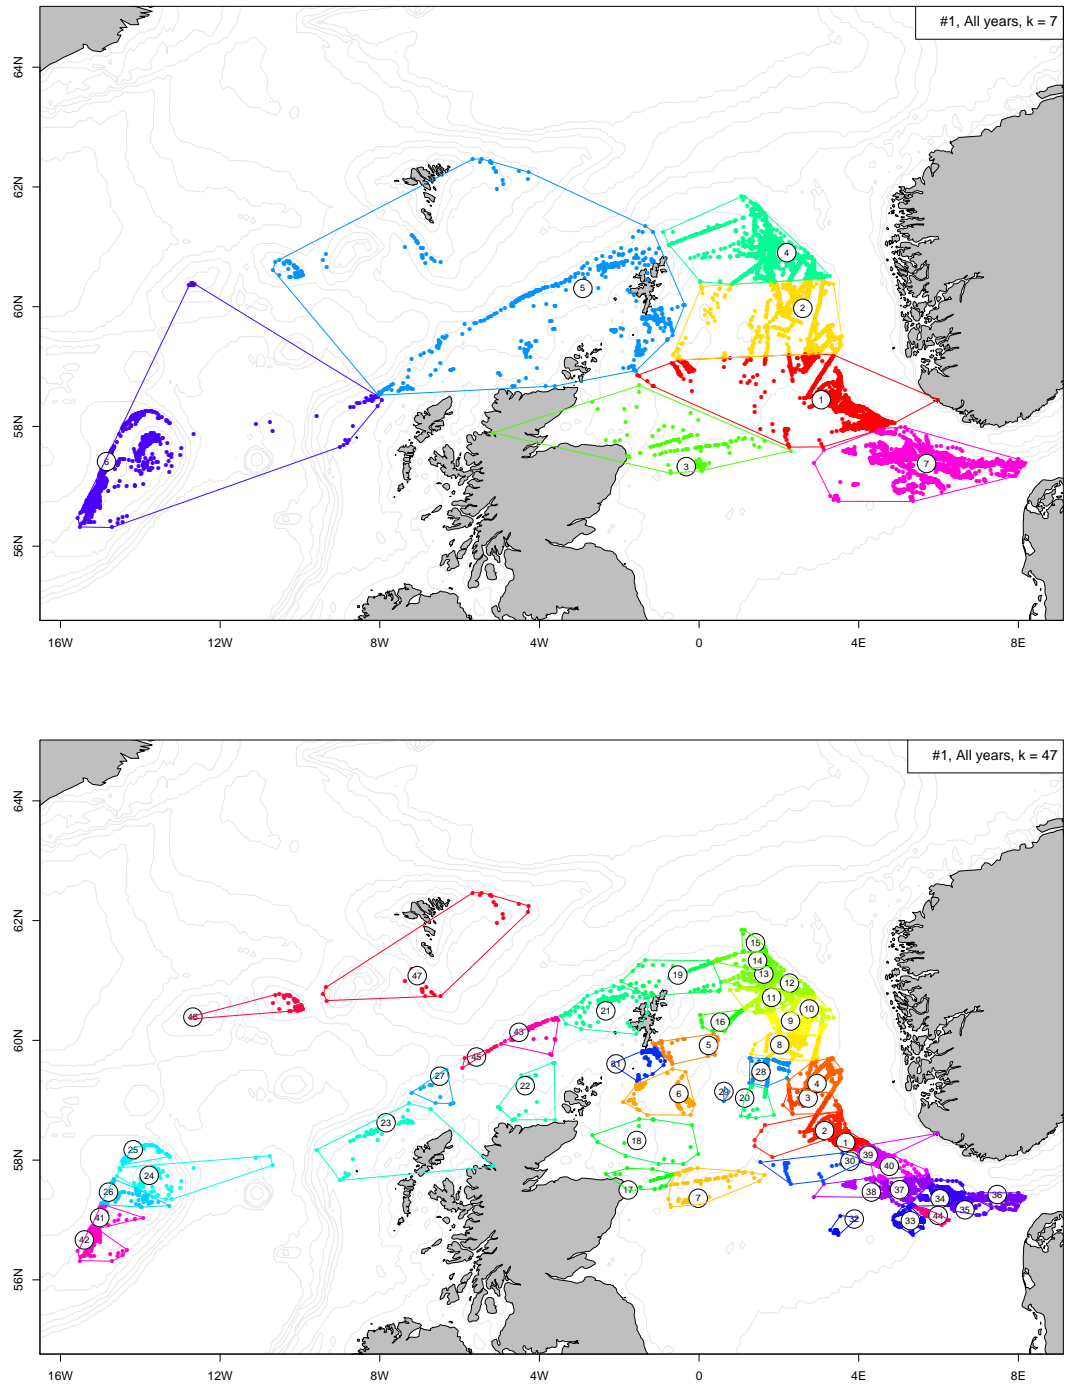 #1, All years, k = 7
64N
62N
4
5
60N
2
1
58N
6
7
3
56N
16W 12W 8W 4W 0 4E 8E
#1, All years, k = 47
64N
62N
15
14
47 19 13
12
11
21 10
46 16 9
43
60N
5 8
45
31 28
27 4
22 6 29 20 3
23 2
18 1
25 39
30
58N
24 40
26 17 38 37
7 34 36
41 35
32 33 44
42
56N
16W 12W 8W 4W 0 4E 8E